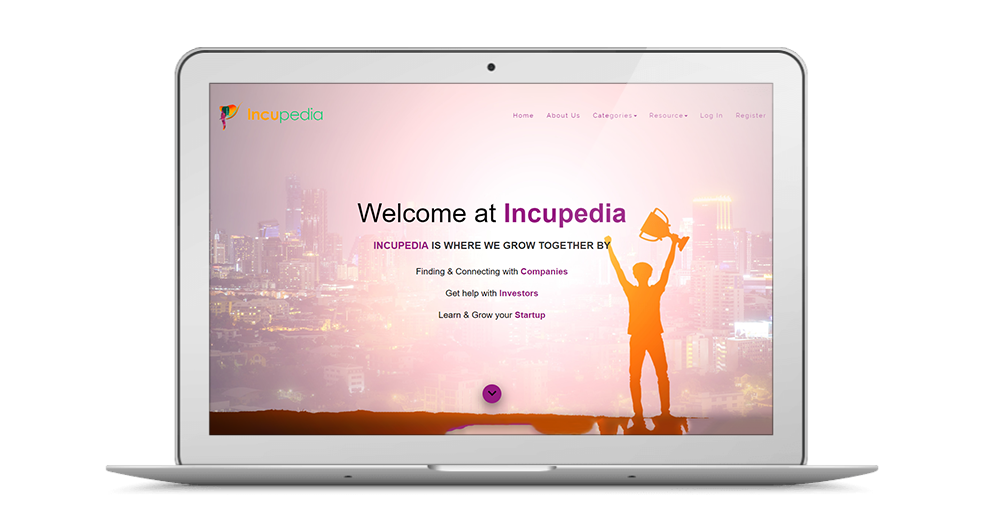 Incupedia
Home About Us Categories Resource Log In Register
Welcome at Incupedia
INCUPEDIA IS WHERE WE GROW TOGETHER BY
Finding & Connecting with Companies
Get help with Investors
Learn & Grow your Startup